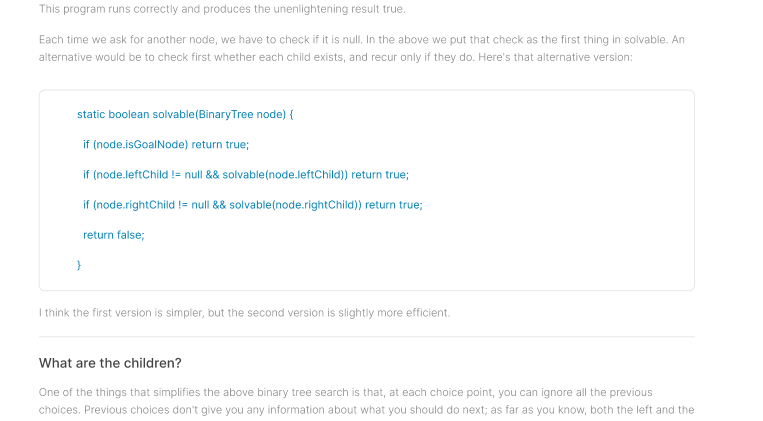 This program runs correctly and produces the unenlightening result true.
Each time we ask for another node, we have to check if it is null. In the above we put that check as the first thing in solvable. An
alternative would be to check first whether each child exists, and recur only if they do. Here's that alternative version:
static boolean solvable(BinaryTree node) {
if (node.isGoalNode) return true;
if (node.leftChild != null && solvable(node.leftChild)) return true;
if (node.rightChild != null && solvable(node.rightChild)) return true;
return false;
}
I think the first version is simpler, but the second version is slightly more efficient.
What are the children?
One of the things that simplifies the above binary tree search is that, at each choice point, you can ignore all the previous
choices. Previous choices don't give you any information about what you should do next; as far as you know, both the left and the